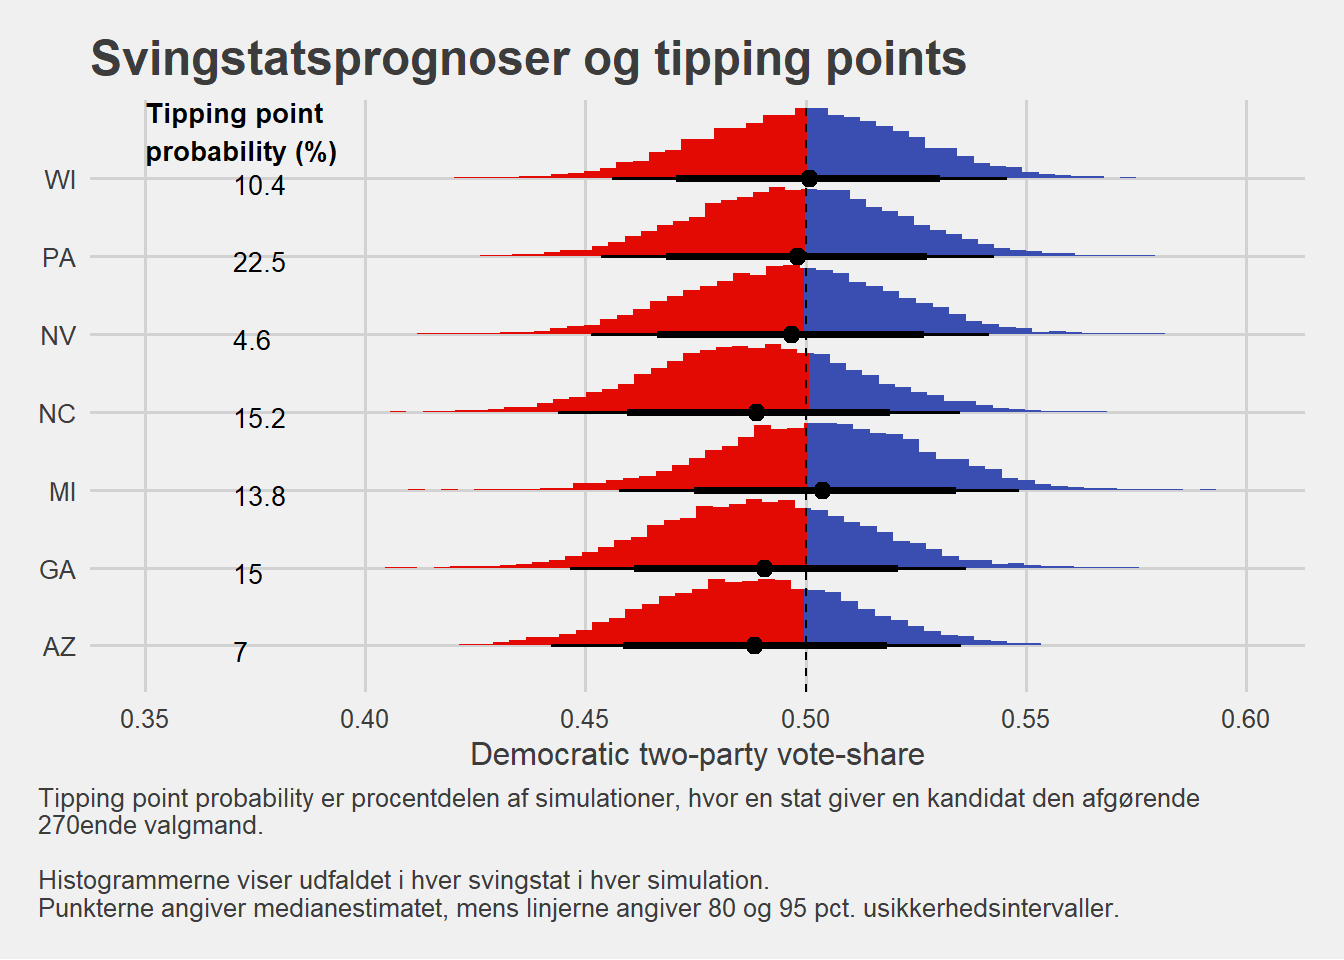 Svingstatsprognoser og tipping points
Tipping point
probability (%)
WI
10.4
PA
22.5
NV
4.6
NC
15.2
MI
13.8
GA
15
AZ
7
0.35 0.40 0.45 0.50 0.55 0.60
Democratic two-party vote-share
Tipping point probability er procentdelen af simulationer, hvor en stat giver en kandidat den afgørende
270ende valgmand.
Histogrammerne viser udfaldet i hver svingstat i hver simulation.
Punkterne angiver medianestimatet, mens linjerne angiver 80 og 95 pct. usikkerhedsintervaller.